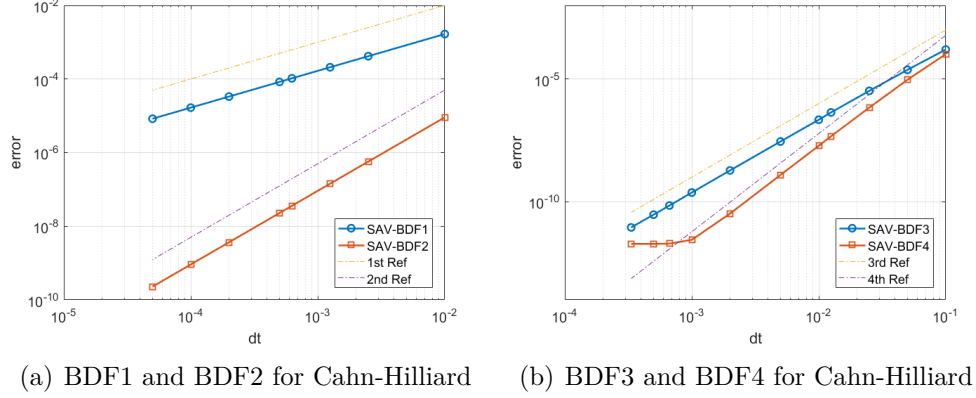 10^-2
10^-4
10^-6
10^-8
10^-10
error
10^-5
10^-4
10^-3
10^-2
dt
SAV-BDF1
SAV-BDF2
1st Ref
2nd Ref
(a) BDF1 and BDF2 for Cahn-Hilliard
10^-5
10^-10
error
10^-4
10^-3
10^-2
10^-1
dt
SAV-BDF3
SAV-BDF4
3rd Ref
4th Ref
(b) BDF3 and BDF4 for Cahn-Hilliard